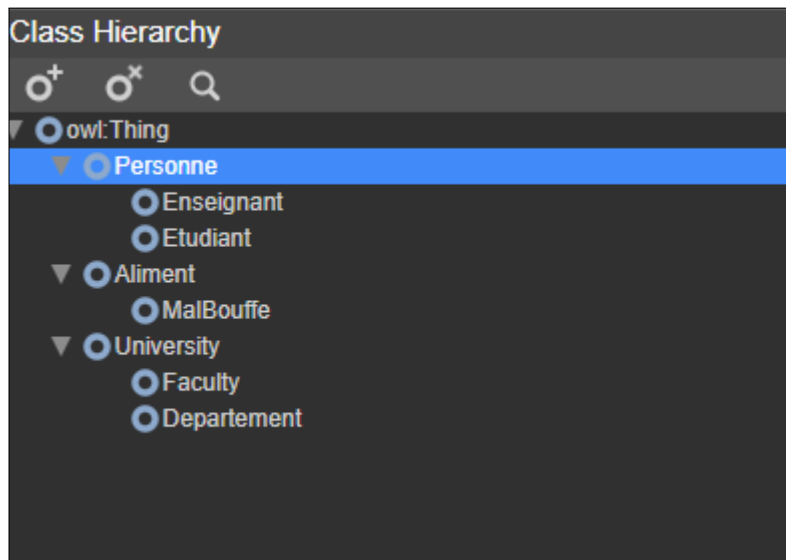 Class Hierarchy
owl:Thing
Personne
Enseignant
Etudiant
Aliment
MalBouffe
University
Faculty
Departement